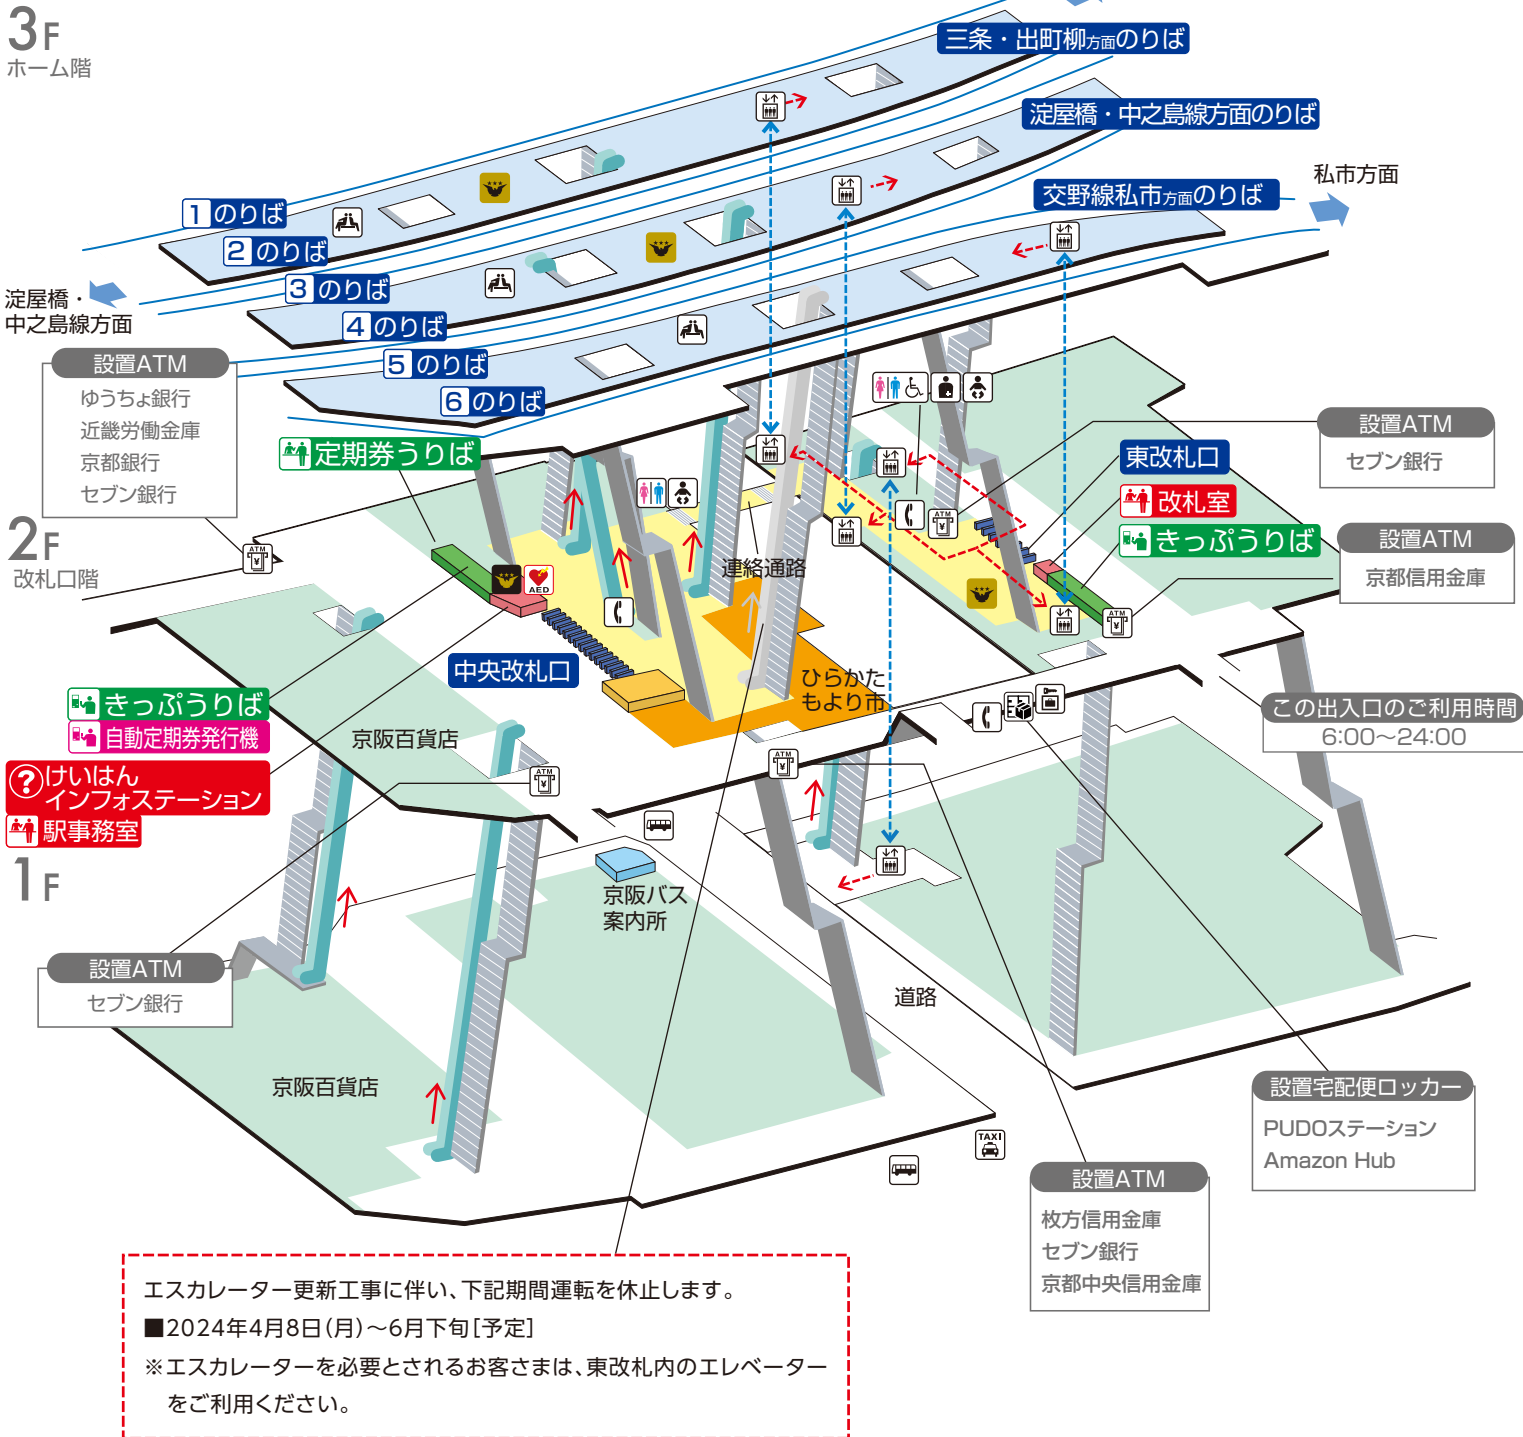 3F
ホーム階
三条・出町柳方面のりば
淀屋橋・中之島線方面のりば
私市方面
交野線私市方面のりば
1 のりば
2 のりば
3 のりば
4 のりば
5 のりば
6 のりば
淀屋橋・
中之島線方面
設置ATM
ゆうちょ銀行
近畿労働金庫
京都銀行
セブン銀行
定期券うりば
設置ATM
セブン銀行
東改札口
改札室
きっぷうりば
設置ATM
京都信用金庫
2F
改札口階
ATM
¥
ATM
¥
ATM
¥
AED
連絡通路
中央改札口
ひらかた
もより市
きっぷうりば
自動定期券発行機
京阪百貨店
?けいはん
インフォステーション
駅事務室
ATM
¥
ATM
¥
この出入口のご利用時間
6:00〜24:00
1F
京阪バス
案内所
設置ATM
セブン銀行
道路
京阪百貨店
TAXI
設置宅配便ロッカー
PUDOステーション
Amazon Hub
設置ATM
枚方信用金庫
セブン銀行
京都中央信用金庫
エスカレーター更新工事に伴い、下記期間運転を休止します。
■2024年4月8日(月)〜6月下旬[予定]
※エスカレーターを必要とされるお客さまは、東改札内のエレベーター
をご利用ください。